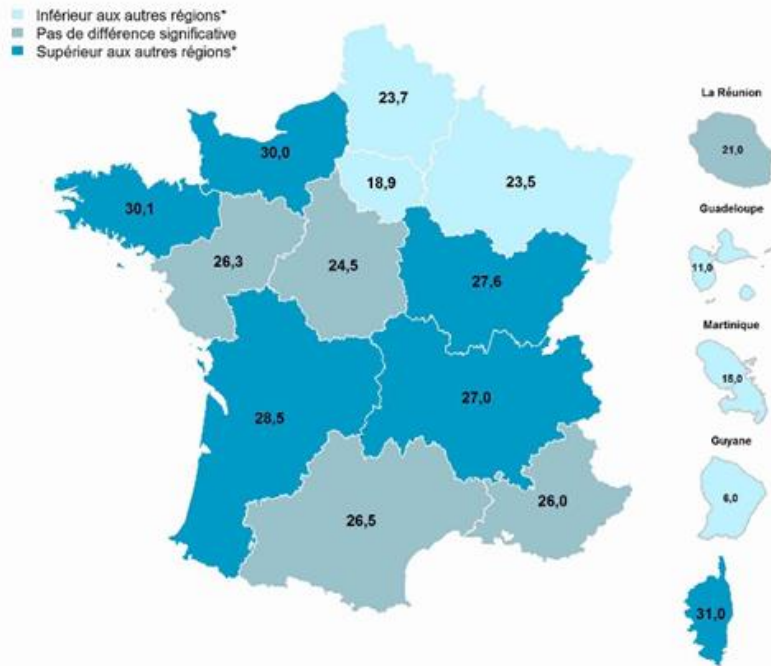 Inférieur aux autres régions*
Pas de différence significative
Supérieur aux autres régions*
23,7
La Réunion
21,0
30,0
18,9
23,5
30,1
Guadeloupe
11,0
26,3
24,5
27,6
Martinique
15,0
28,5
27,0
Guyane
6,0
26,5
26,0
31,0